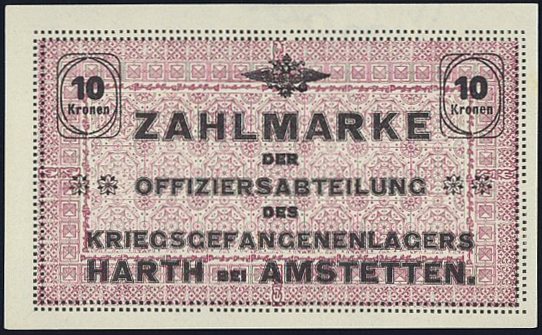 10 Kronen
10 Kronen
ZAHLMARKE
DER
OFFIZIERSABTEILUNG
DES
KRIEGSGEFANGENENLAGERS
HARTH BEI AMSTETTEN.